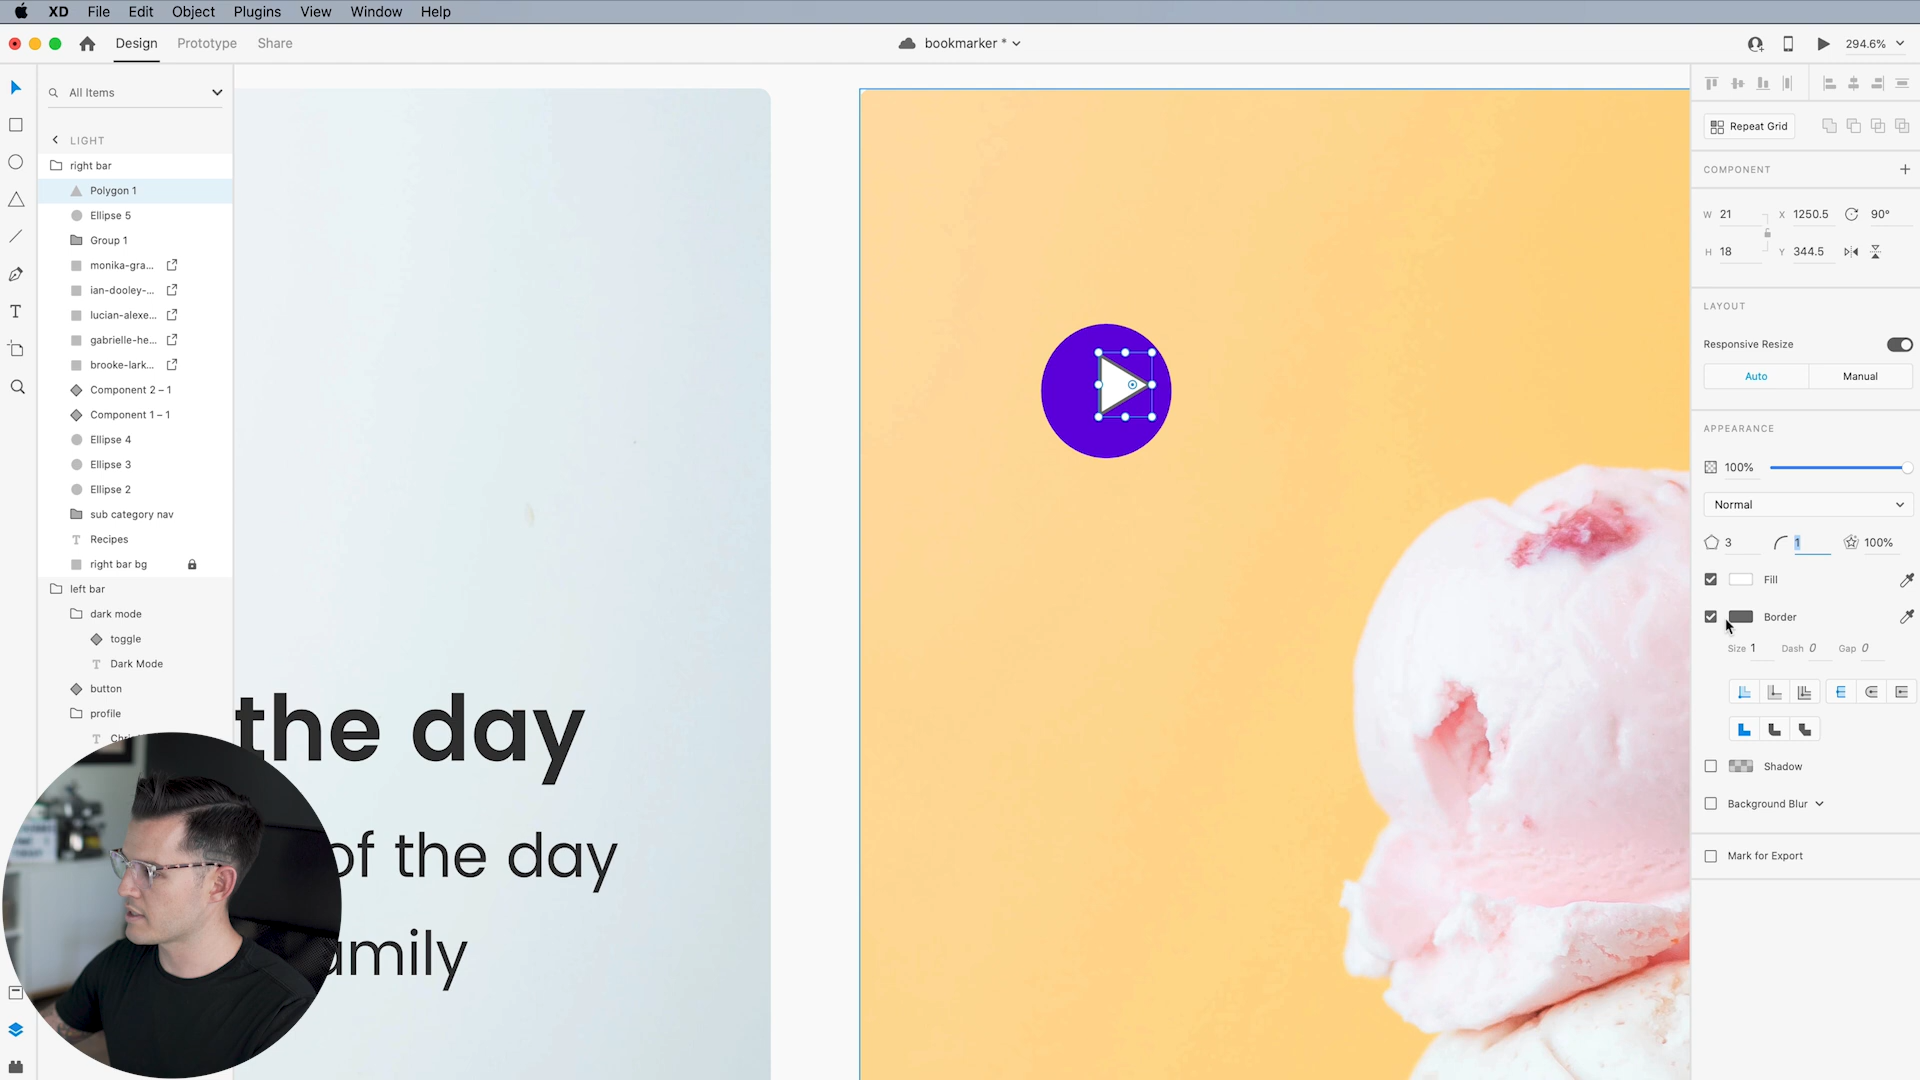 XD File Edit Object Plugins View Window Help
Design Prototype Share
bookmarker *
294.6%
All Items
LIGHT
right bar
Polygon 1
Ellipse 5
Group 1
monika-gra...
ian-dooley-...
lucian-alexe...
gabrielle-he...
brooke-lark...
Component 2 – 1
Component 1 – 1
Ellipse 4
Ellipse 3
Ellipse 2
sub category nav
Recipes
right bar bg
left bar
dark mode
toggle
Dark Mode
button
profile
the day
of the day
amily
Repeat Grid
COMPONENT
W 21 X 1250.5 90°
H 18 Y 344.5
LAYOUT
Responsive Resize
Auto Manual
APPEARANCE
100%
Normal
3 1 100%
Fill
Border
Size 1 Dash 0 Gap 0
Shadow
Background Blur
Mark for Export